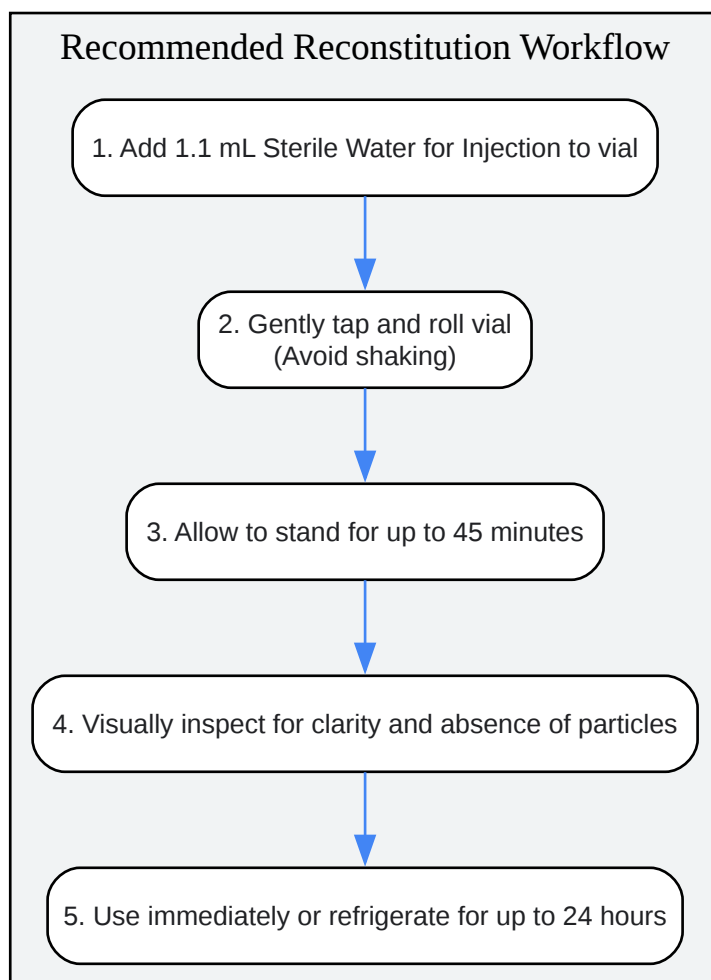 Recommended Reconstitution Workflow
1. Add 1.1 mL Sterile Water for Injection to vial
2. Gently tap and roll vial
(Avoid shaking)
3. Allow to stand for up to 45 minutes
4. Visually inspect for clarity and absence of particles
5. Use immediately or refrigerate for up to 24 hours